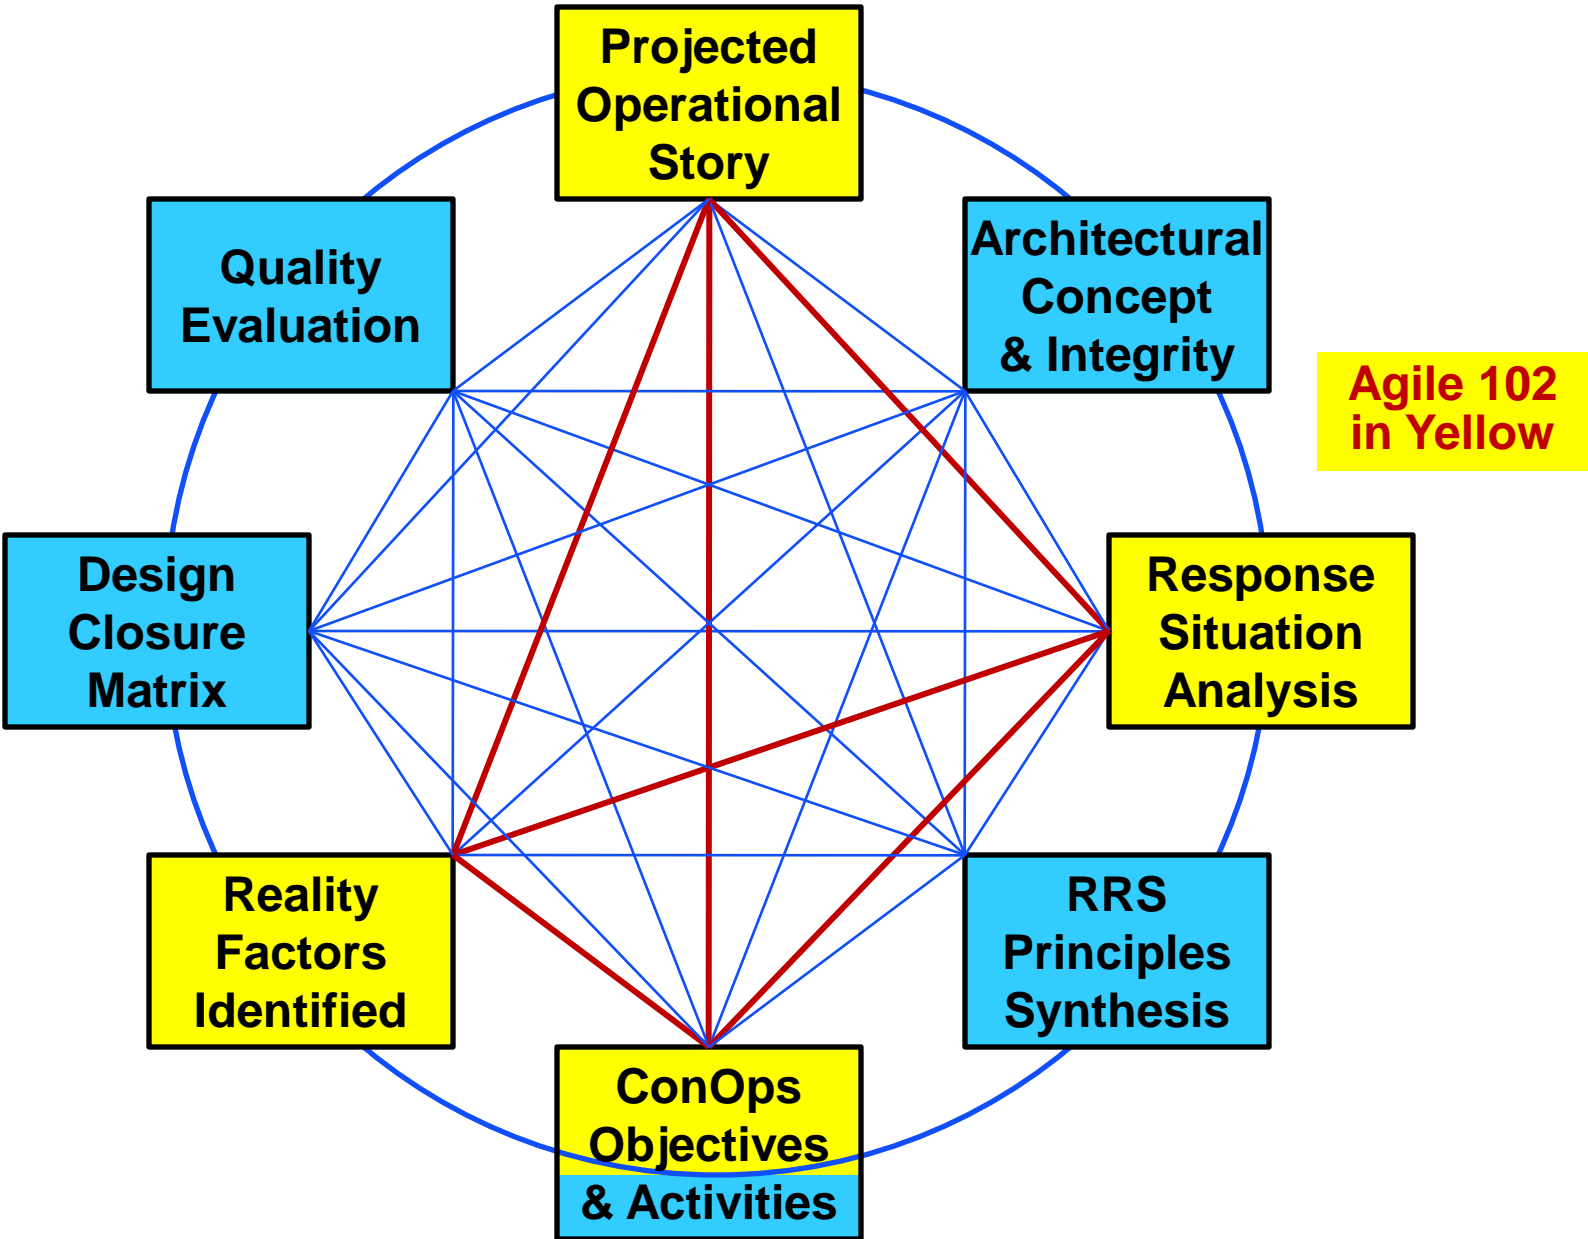 Projected
Operational
Story
Quality
Evaluation
Architectural
Concept
& Integrity
Agile 102
in Yellow
Design
Closure
Matrix
Response
Situation
Analysis
Reality
Factors
Identified
RRS
Principles
Synthesis
ConOps
Objectives
& Activities